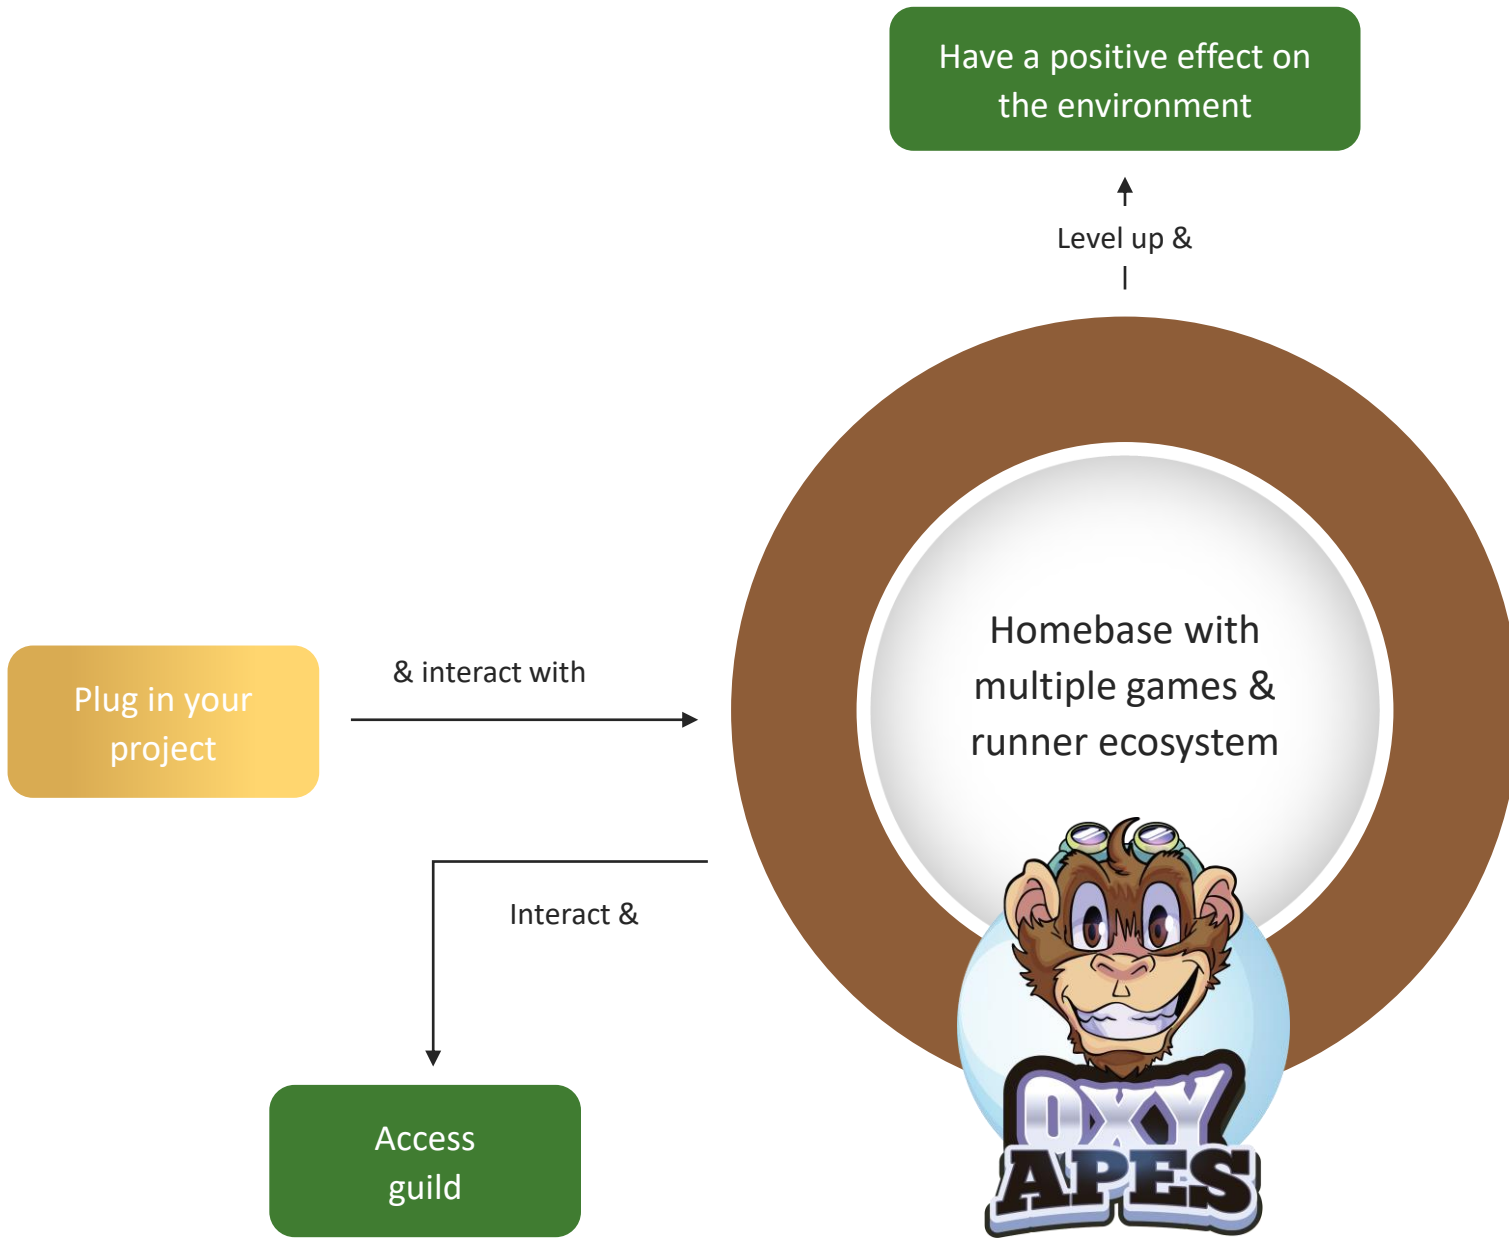 Have a positive effect on
the environment
Level up &
Homebase with
multiple games &
runner ecosystem
& interact with
Plug in your
project
Interact &
Access
guild
OXY
APES